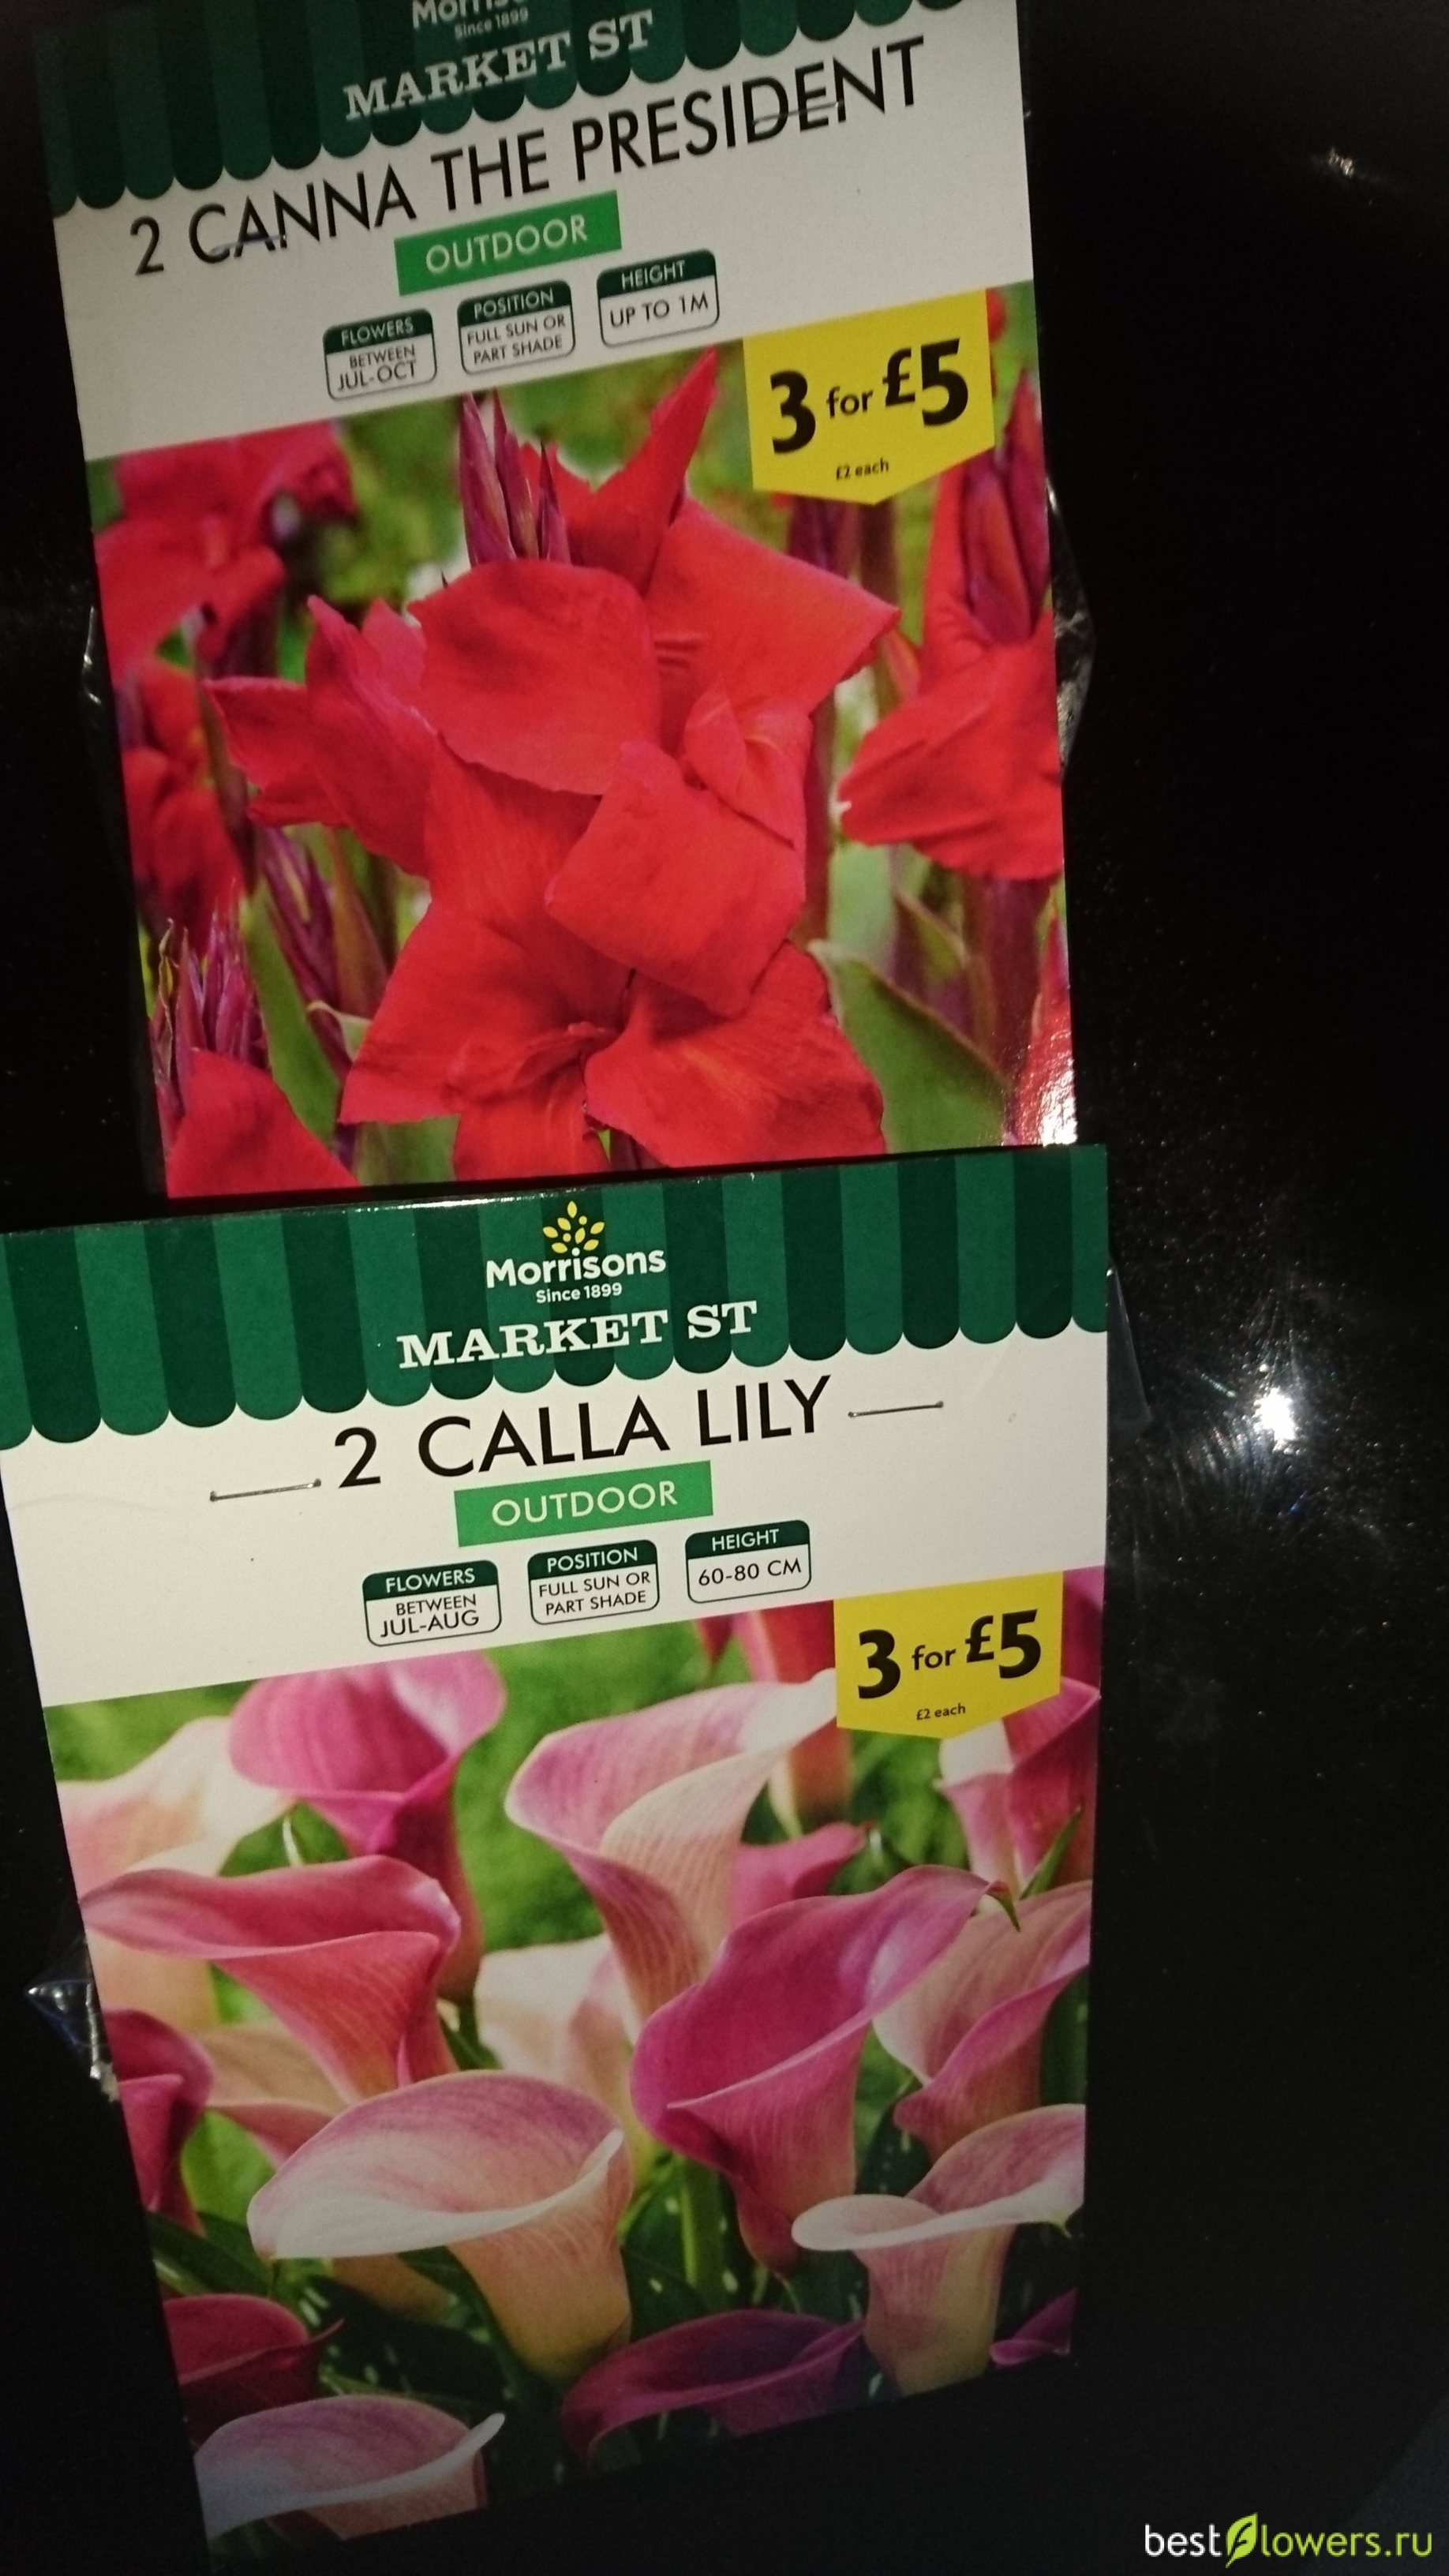 Morrisons
Since 1899
MARKET ST
2 CANNA THE PRESIDENT
OUTDOOR
FLOWERS
BETWEEN
JUL-OCT
POSITION
FULL SUN OR
PART SHADE
HEIGHT
UP TO 1M
3 for £5
£2 each
Morrisons
Since 1899
MARKET ST
2 CALLA LILY
OUTDOOR
FLOWERS
BETWEEN
JUL-AUG
POSITION
FULL SUN OR
PART SHADE
HEIGHT
60-80 CM
3 for £5
£2 each
bestflowers.ru